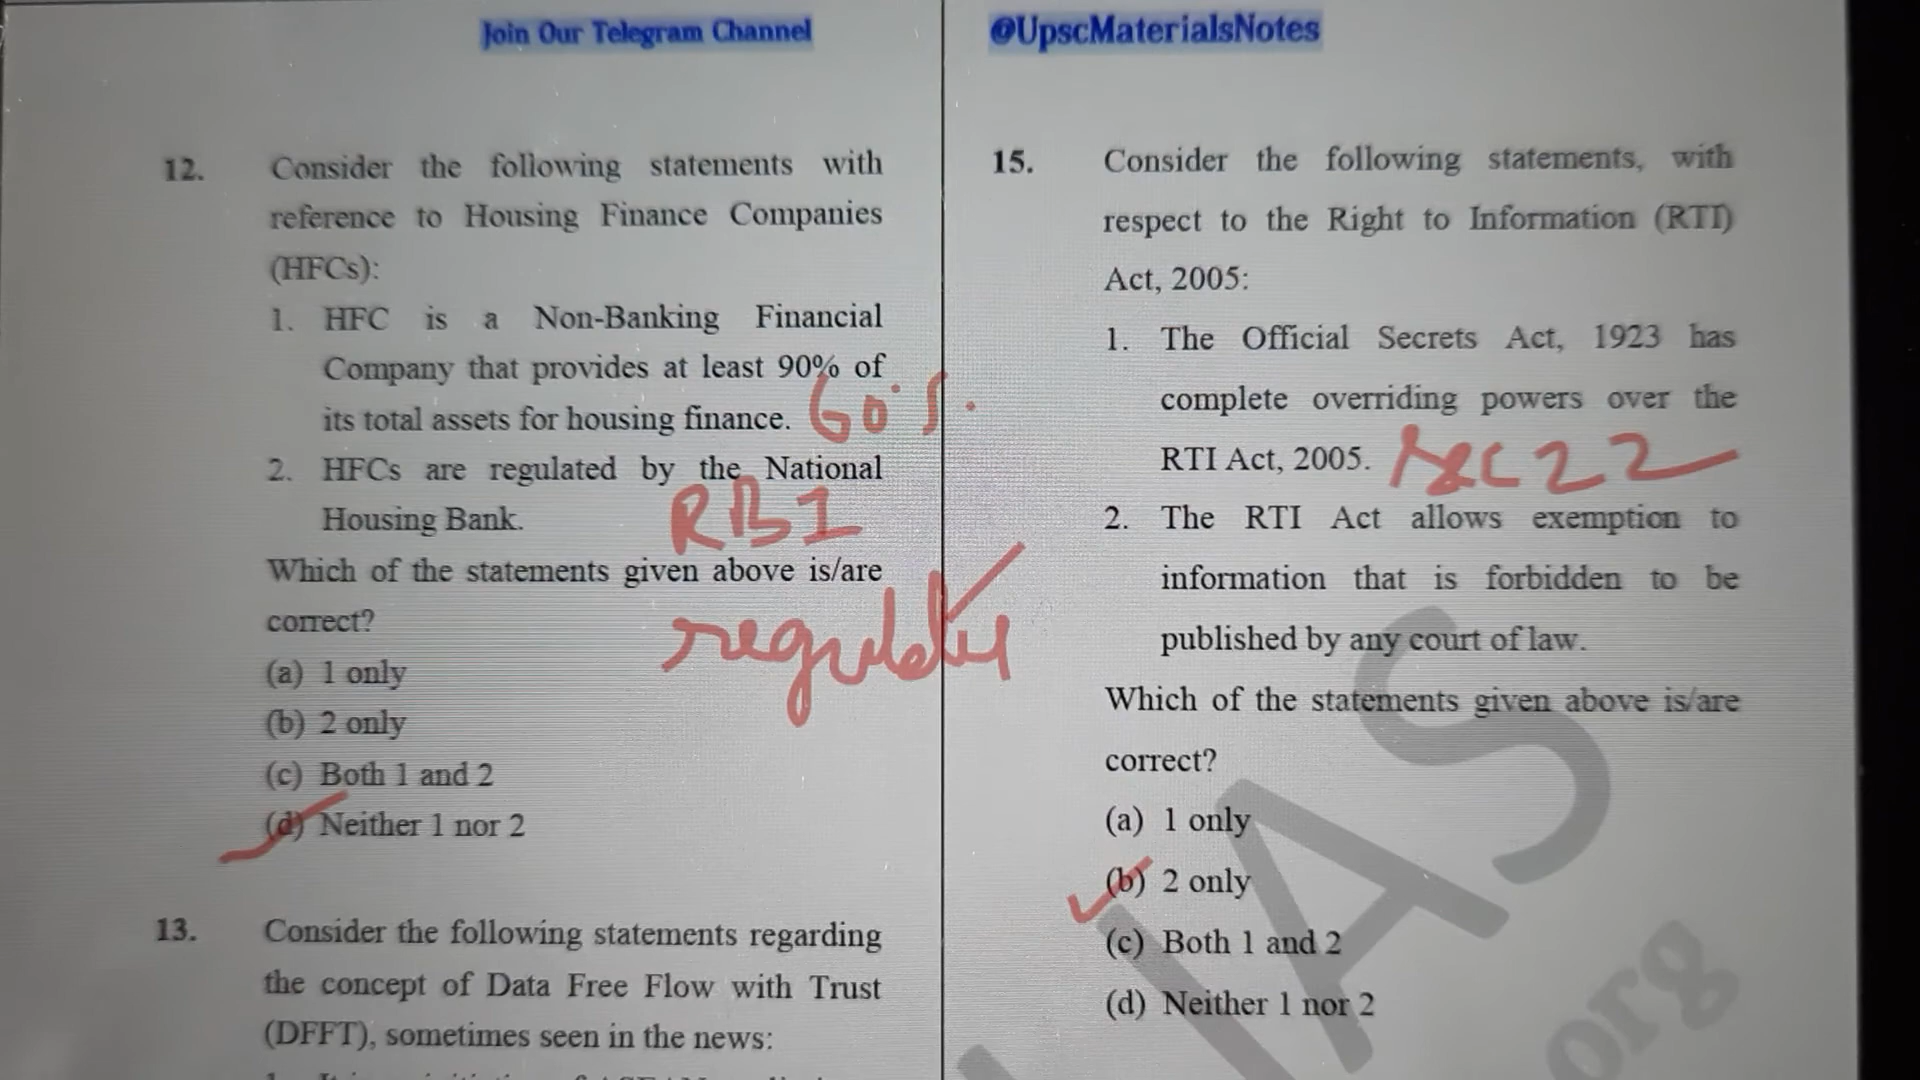 Join Our Telegram Channel
@UpscMaterialsNotes
12. Consider the following statements with
reference to Housing Finance Companies
(HFCs):
1. HFC is a Non-Banking Financial
Company that provides at least 90% of
its total assets for housing finance.
60%.
2. HFCs are regulated by the National
Housing Bank.
RBI
regulates
Which of the statements given above is/are
correct?
(a) 1 only
(b) 2 only
(c) Both 1 and 2
(d) Neither 1 nor 2
13. Consider the following statements regarding
the concept of Data Free Flow with Trust
(DFFT), sometimes seen in the news:
15. Consider the following statements, with
respect to the Right to Information (RTI)
Act, 2005:
1. The Official Secrets Act, 1923 has
complete overriding powers over the
RTI Act, 2005.
Sec 22
2. The RTI Act allows exemption to
information that is forbidden to be
published by any court of law.
Which of the statements given above is/are
correct?
(a) 1 only
(b) 2 only
(c) Both 1 and 2
(d) Neither 1 nor 2
IAS
org